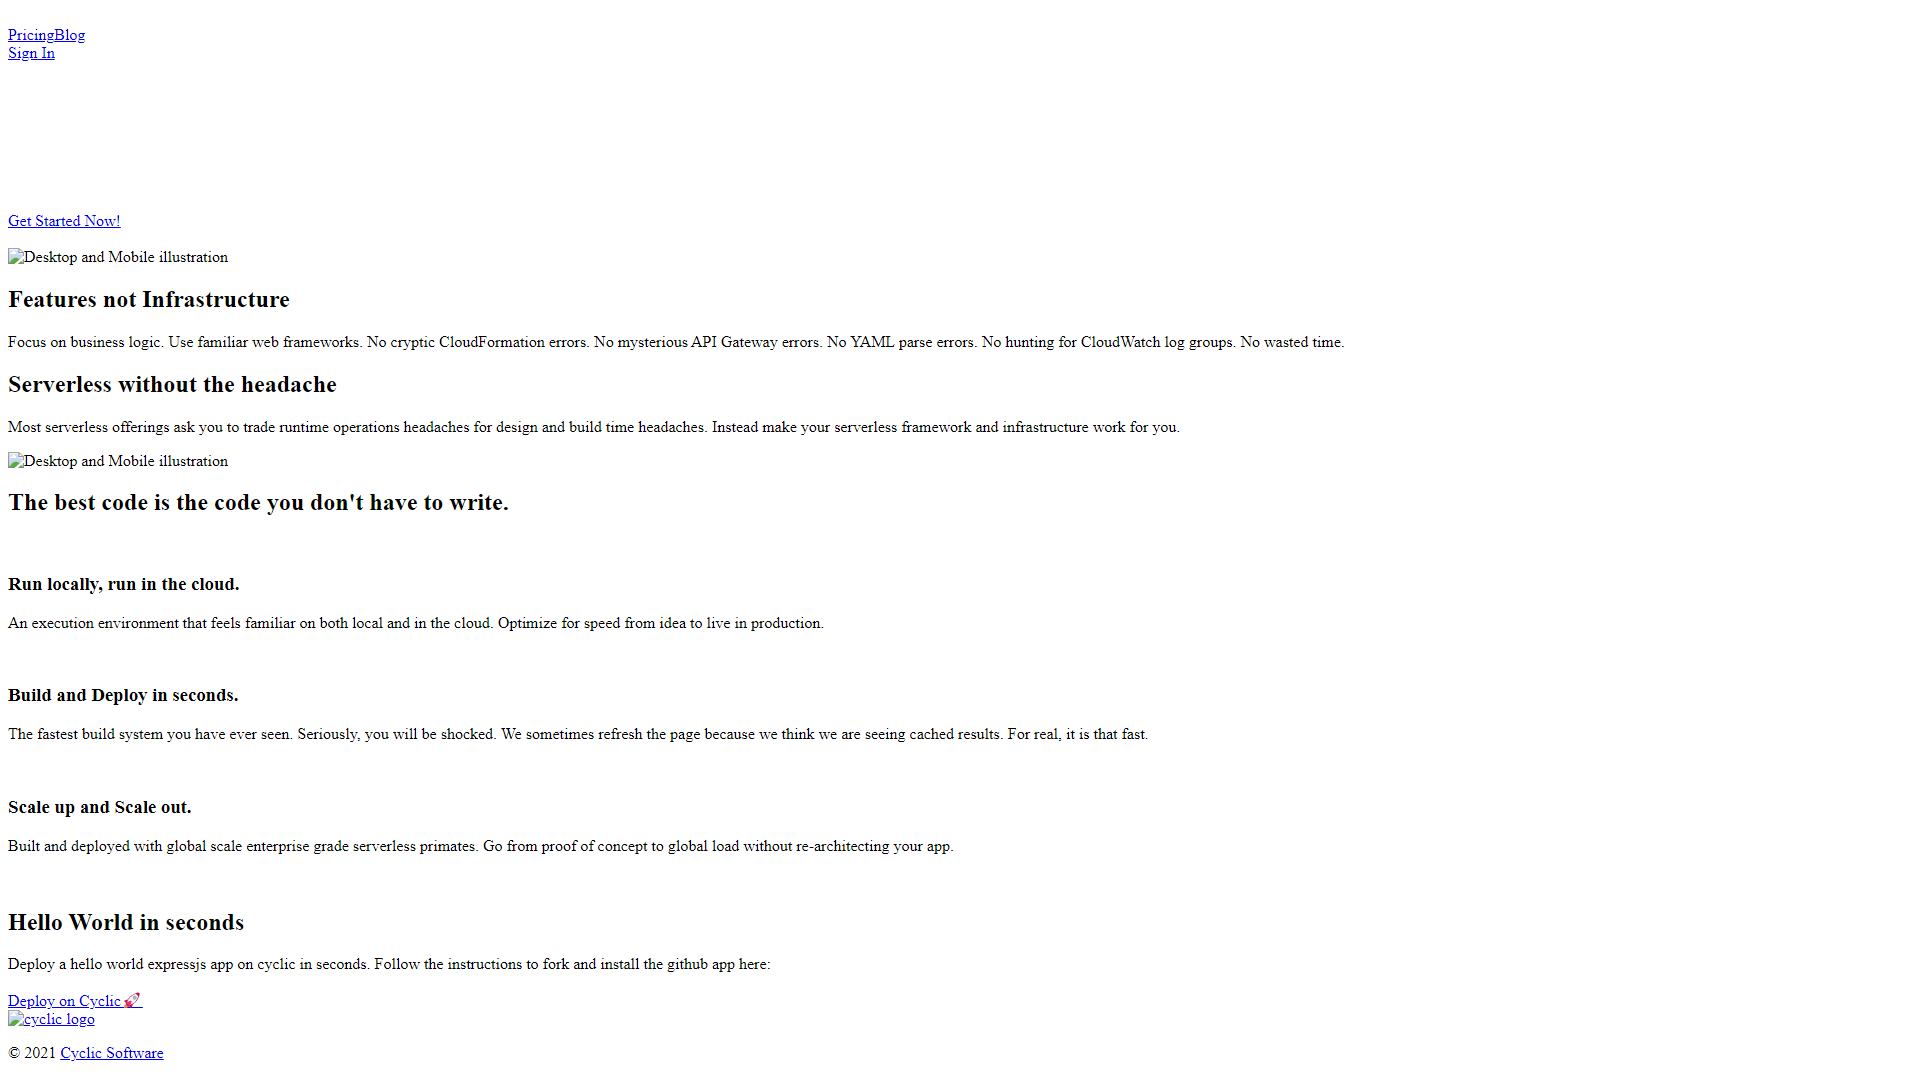 PricingBlog
Sign In
Get Started Now!
Desktop and Mobile illustration
Features not Infrastructure
Focus on business logic. Use familiar web frameworks. No cryptic CloudFormation errors. No mysterious API Gateway errors. No YAML parse errors. No hunting for CloudWatch log groups. No wasted time.
Serverless without the headache
Most serverless offerings ask you to trade runtime operations headaches for design and build time headaches. Instead make your serverless framework and infrastructure work for you.
Desktop and Mobile illustration
The best code is the code you don't have to write.
Run locally, run in the cloud.
An execution environment that feels familiar on both local and in the cloud. Optimize for speed from idea to live in production.
Build and Deploy in seconds.
The fastest build system you have ever seen. Seriously, you will be shocked. We sometimes refresh the page because we think we are seeing cached results. For real, it is that fast.
Scale up and Scale out.
Built and deployed with global scale enterprise grade serverless primates. Go from proof of concept to global load without re-architecting your app.
Hello World in seconds
Deploy a hello world expressjs app on cyclic in seconds. Follow the instructions to fork and install the github app here:
Deploy on Cyclic 🚀
cyclic logo
© 2021 Cyclic Software